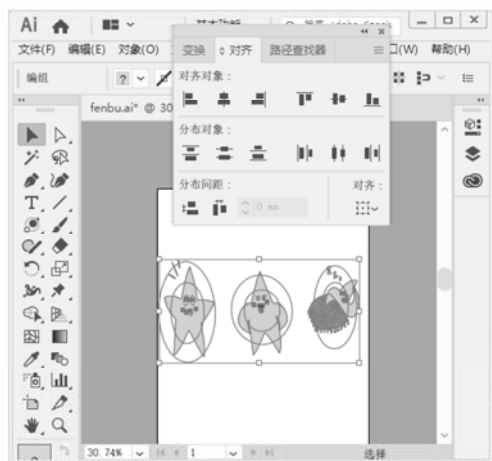 Ai
文件(F) 编辑(E) 对象(O) 口(W) 帮助(H)
变换 对齐 路径查找器
编组
对齐对象：
fenbu.ai* @ 30
分布对象：
分布间距： 对齐：
0 mm
30.74% 1 选择